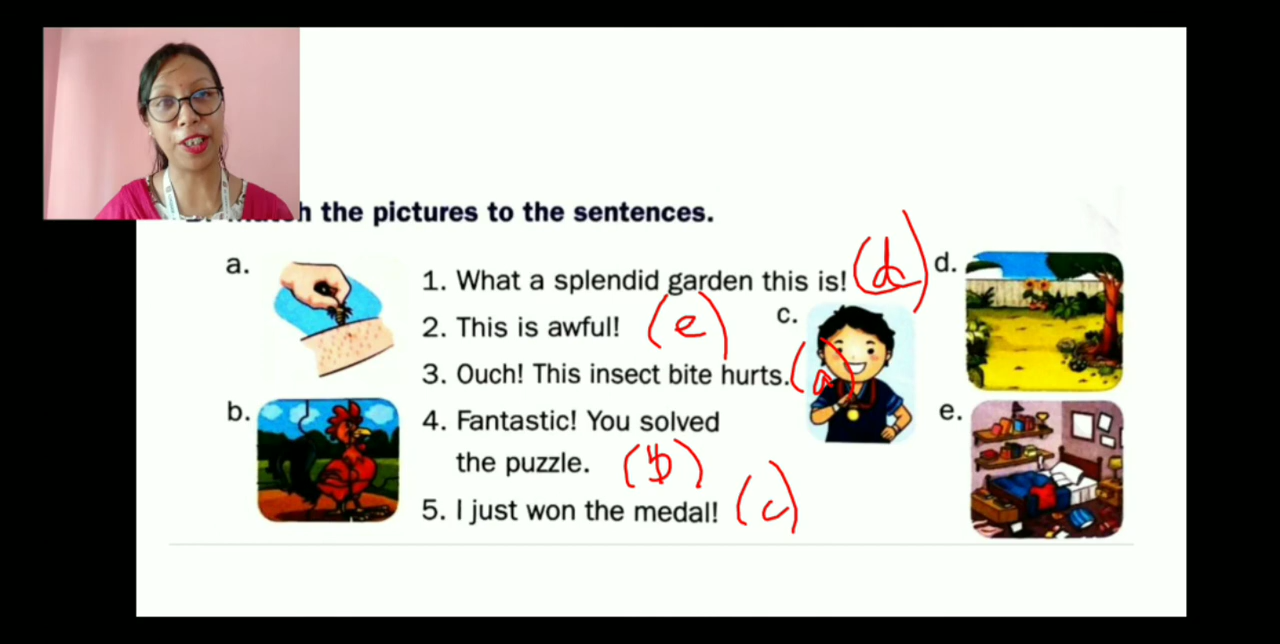 h the pictures to the sentences.
a.
1. What a splendid garden this is! (d)
d.
2. This is awful! (e)
c.
3. Ouch! This insect bite hurts. (a)
b.
4. Fantastic! You solved
the puzzle. (b)
e.
5. I just won the medal! (c)